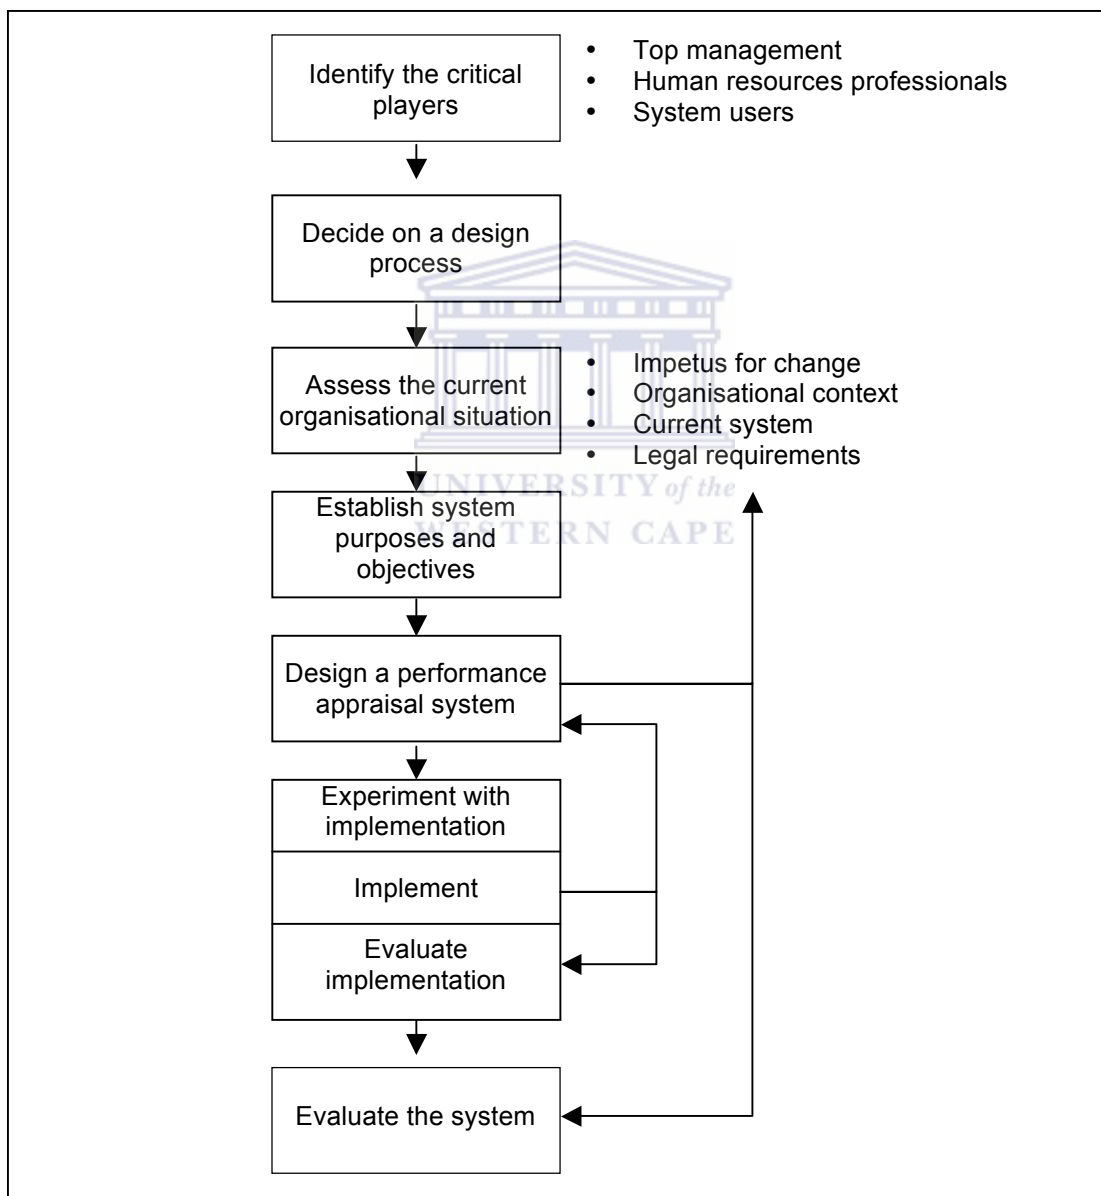 Identify the critical
players
• Top management
• Human resources professionals
• System users
Decide on a design
process
Assess the current
organisational situation
• Impetus for change
• Organisational context
• Current system
• Legal requirements
UNIVERSITY of the
WESTERN CAPE
Establish system
purposes and
objectives
Design a performance
appraisal system
Experiment with
implementation
Implement
Evaluate
implementation
Evaluate the system